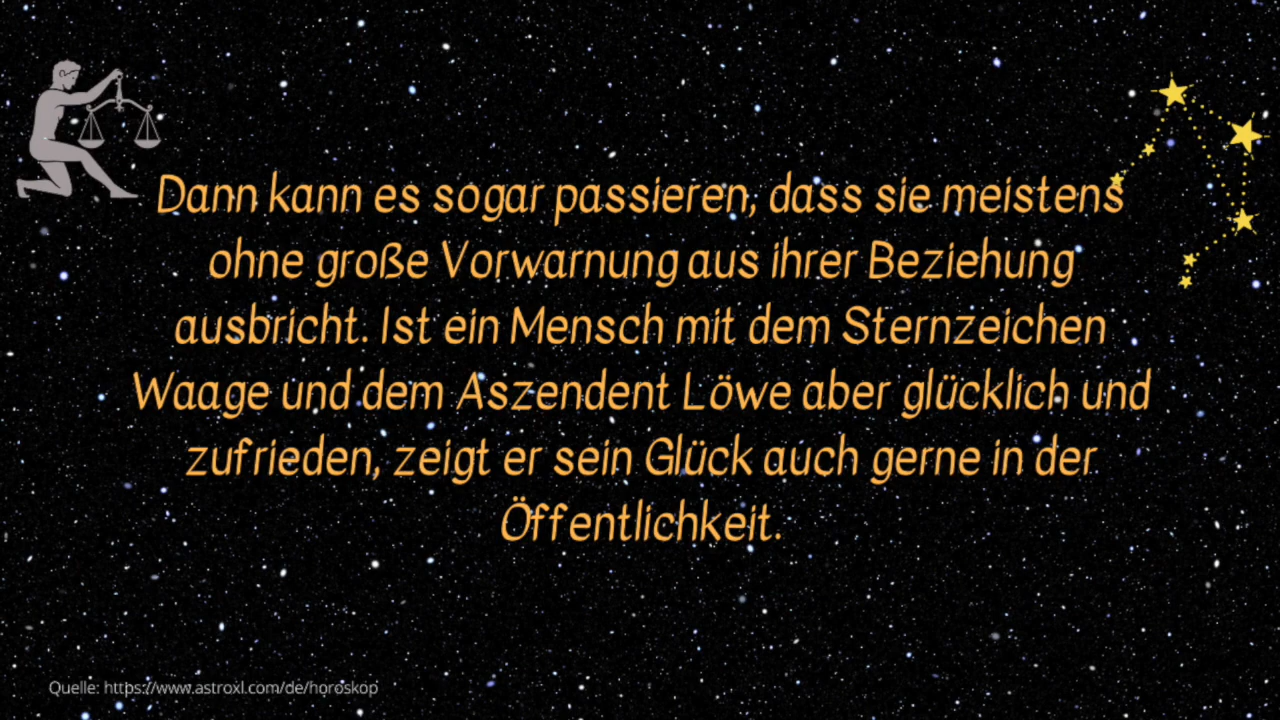 Dann kann es sogar passieren, dass sie meistens
ohne große Vorwarnung aus ihrer Beziehung
ausbricht. Ist ein Mensch mit dem Sternzeichen
Waage und dem Aszendent Löwe aber glücklich und
zufrieden, zeigt er sein Glück auch gerne in der
Öffentlichkeit.
Quelle: https://www.astroxl.com/de/horoskop